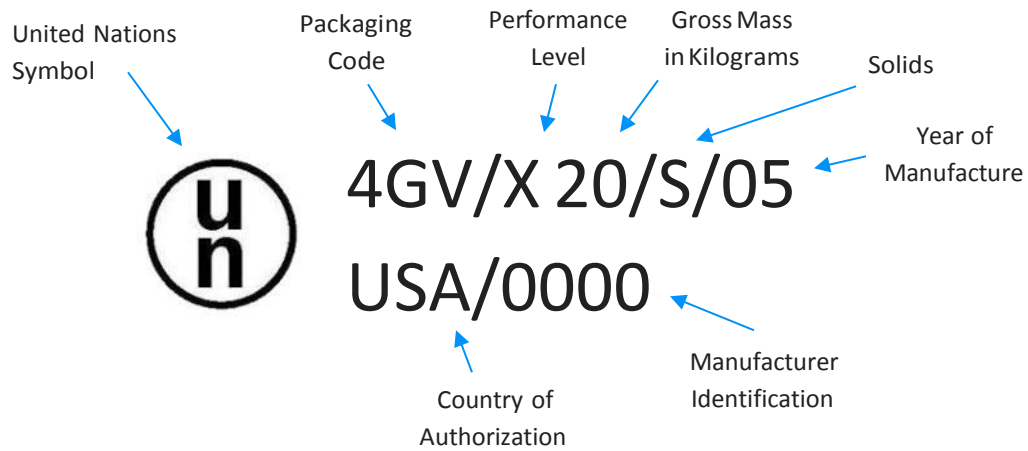 United Nations
Symbol
Packaging
Code
Performance
Level
Gross Mass
in Kilograms
Solids
Year of
Manufacture
un
4GV/X 20/S/05
USA/0000
Manufacturer
Identification
Country of
Authorization